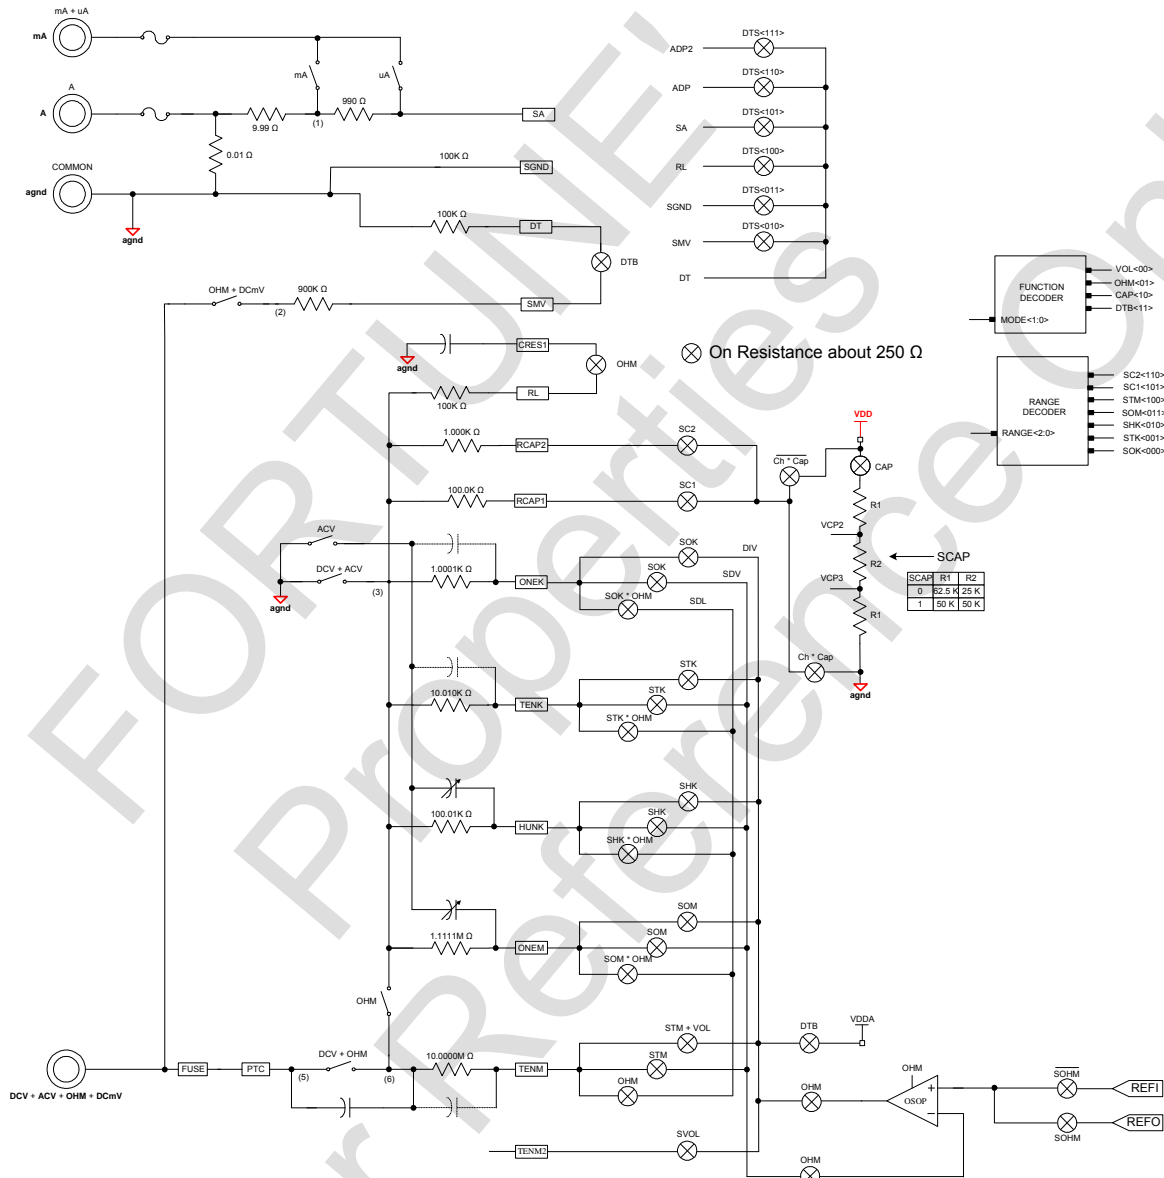 mA + uA
mA
mA
uA
A
A
9.99 Ω
(1)
990 Ω
SA
0.01 Ω
COMMON
agnd
agnd
100K Ω
SGND
100K Ω
DT
DTB
OHM + DCmV
(2)
900K Ω
SMV
ADP2
DTS<111>
ADP
DTS<110>
SA
DTS<101>
RL
DTS<100>
SGND
DTS<011>
SMV
DTS<010>
DT
FUNCTION
DECODER
MODE<1:0>
VOL<00>
OHM<01>
CAP<10>
DTB<11>
RANGE
DECODER
RANGE<2:0>
SC2<110>
SC1<101>
STM<100>
SOM<011>
SHK<010>
STK<001>
SOK<000>
On Resistance about 250 Ω
agnd
CRES1
OHM
100K Ω
RL
1.000K Ω
RCAP2
SC2
100.0K Ω
RCAP1
SC1
Ch * Cap
VDD
CAP
R1
VCP2
R2
VCP3
R1
SCAP
SCAP R1 R2
0 62.5 K 25 K
1 50 K 50 K
Ch * Cap
agnd
ACV
DCV + ACV
agnd
(3)
1.0001K Ω
ONEK
SOK
DIV
SOK
SDV
SOK * OHM
SDL
10.010K Ω
TENK
STK
STK
STK * OHM
100.01K Ω
HUNK
SHK
SHK
SHK * OHM
1.1111M Ω
ONEM
SOM
SOM
SOM * OHM
OHM
DCV + ACV + OHM + DCmV
FUSE
PTC
(5)
DCV + OHM
(6)
10.0000M Ω
TENM
STM + VOL
STM
OHM
DTB
VDDA
OHM
OHM
OSOP
+
−
SOHM
REFI
SOHM
REFO
TENM2
SVOL
OHM
FORTUNE'
Properties
For Reference Only